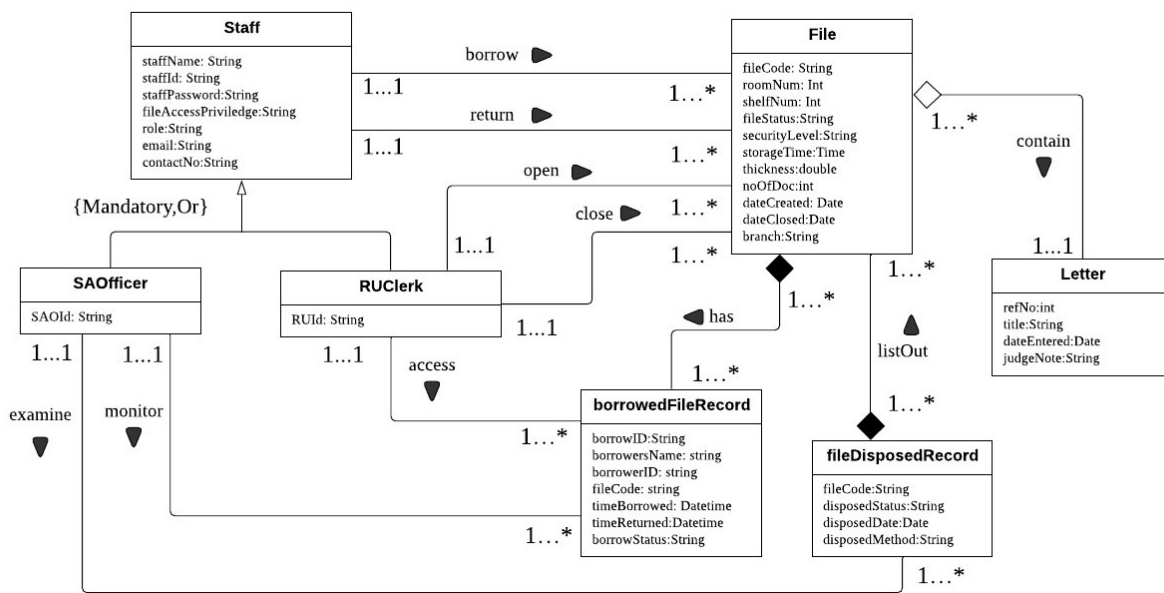 Staff
staffName: String
staffId: String
staffPassword:String
fileAccessPriviledge:String
role:String
email:String
contactNo:String
borrow
1...1
1...*
return
1...1
1...*
File
fileCode: String
roomNum: Int
shelfNum: Int
fileStatus:String
securityLevel:String
storageTime:Time
thickness:double
noOfDoc:int
dateCreated: Date
dateClosed:Date
branch:String
1...*
contain
1...1
open
1...*
1...1
close
1...*
1...1
{Mandatory,Or}
SAOfficer
SAOId: String
RUClerk
RUId: String
Letter
refNo:int
title:String
dateEntered:Date
judgeNote:String
1...1
1...1
1...1
examine
monitor
access
1...*
1...*
has
1...*
1...*
listOut
1...*
1...*
borrowedFileRecord
borrowID:String
borrowersName: string
borrowerID: string
fileCode: string
timeBorrowed: Datetime
timeReturned:Datetime
borrowStatus:String
fileDisposedRecord
fileCode:String
disposedStatus:String
disposedDate:Date
disposedMethod:String
1...*